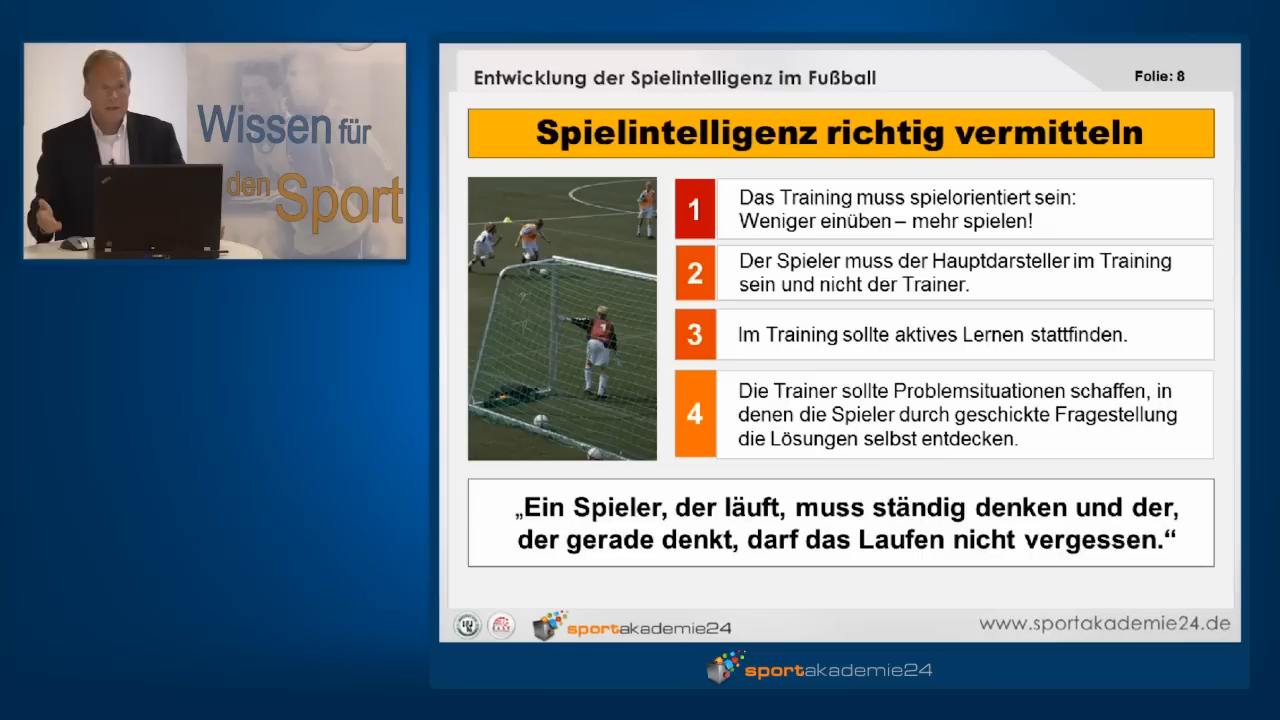 Wissen für
den Sport
Entwicklung der Spielintelligenz im Fußball
Folie: 8
Spielintelligenz richtig vermitteln
1
Das Training muss spielorientiert sein:
Weniger einüben – mehr spielen!
2
Der Spieler muss der Hauptdarsteller im Training
sein und nicht der Trainer.
3
Im Training sollte aktives Lernen stattfinden.
4
Die Trainer sollte Problemsituationen schaffen, in
denen die Spieler durch geschickte Fragestellung
die Lösungen selbst entdecken.
„Ein Spieler, der läuft, muss ständig denken und der,
der gerade denkt, darf das Laufen nicht vergessen.“
sportakademie24
www.sportakademie24.de
sportakademie24